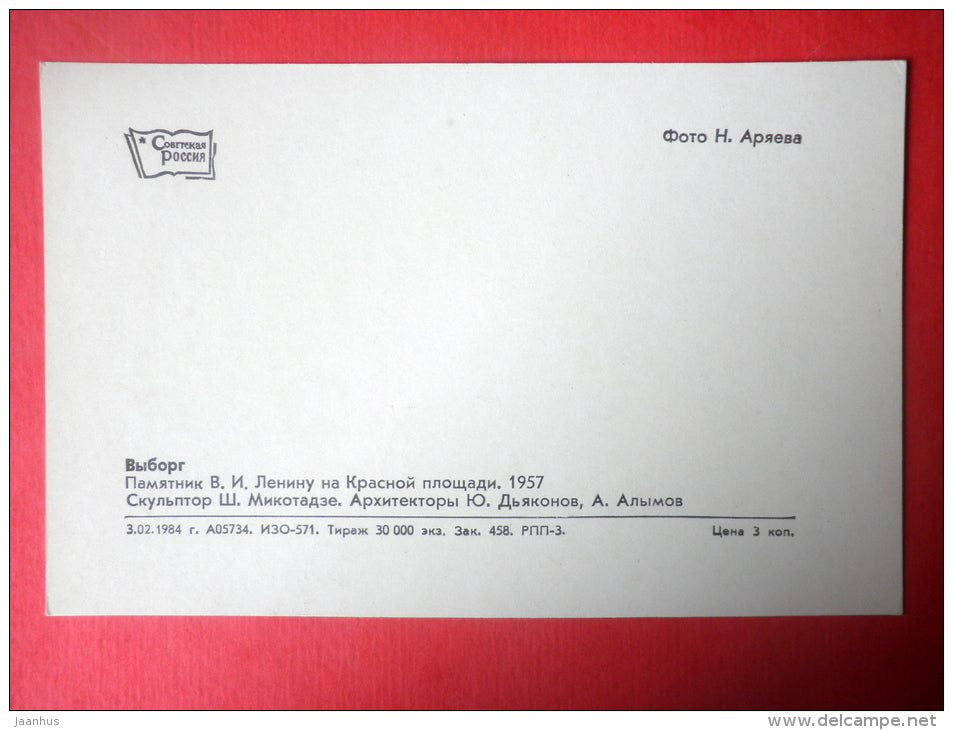 Советская
Россия
Фото Н. Аряева
Выборг
Памятник В. И. Ленину на Красной площади. 1957
Скульптор Ш. Микотадзе. Архитекторы Ю. Дьяконов, А. Алымов
3.02.1984 г. А05734. ИЗО-571. Тираж 30 000 экз. Зак. 458. РПП-3. Цена 3 коп.
Jaanhus
www.delcampe.net